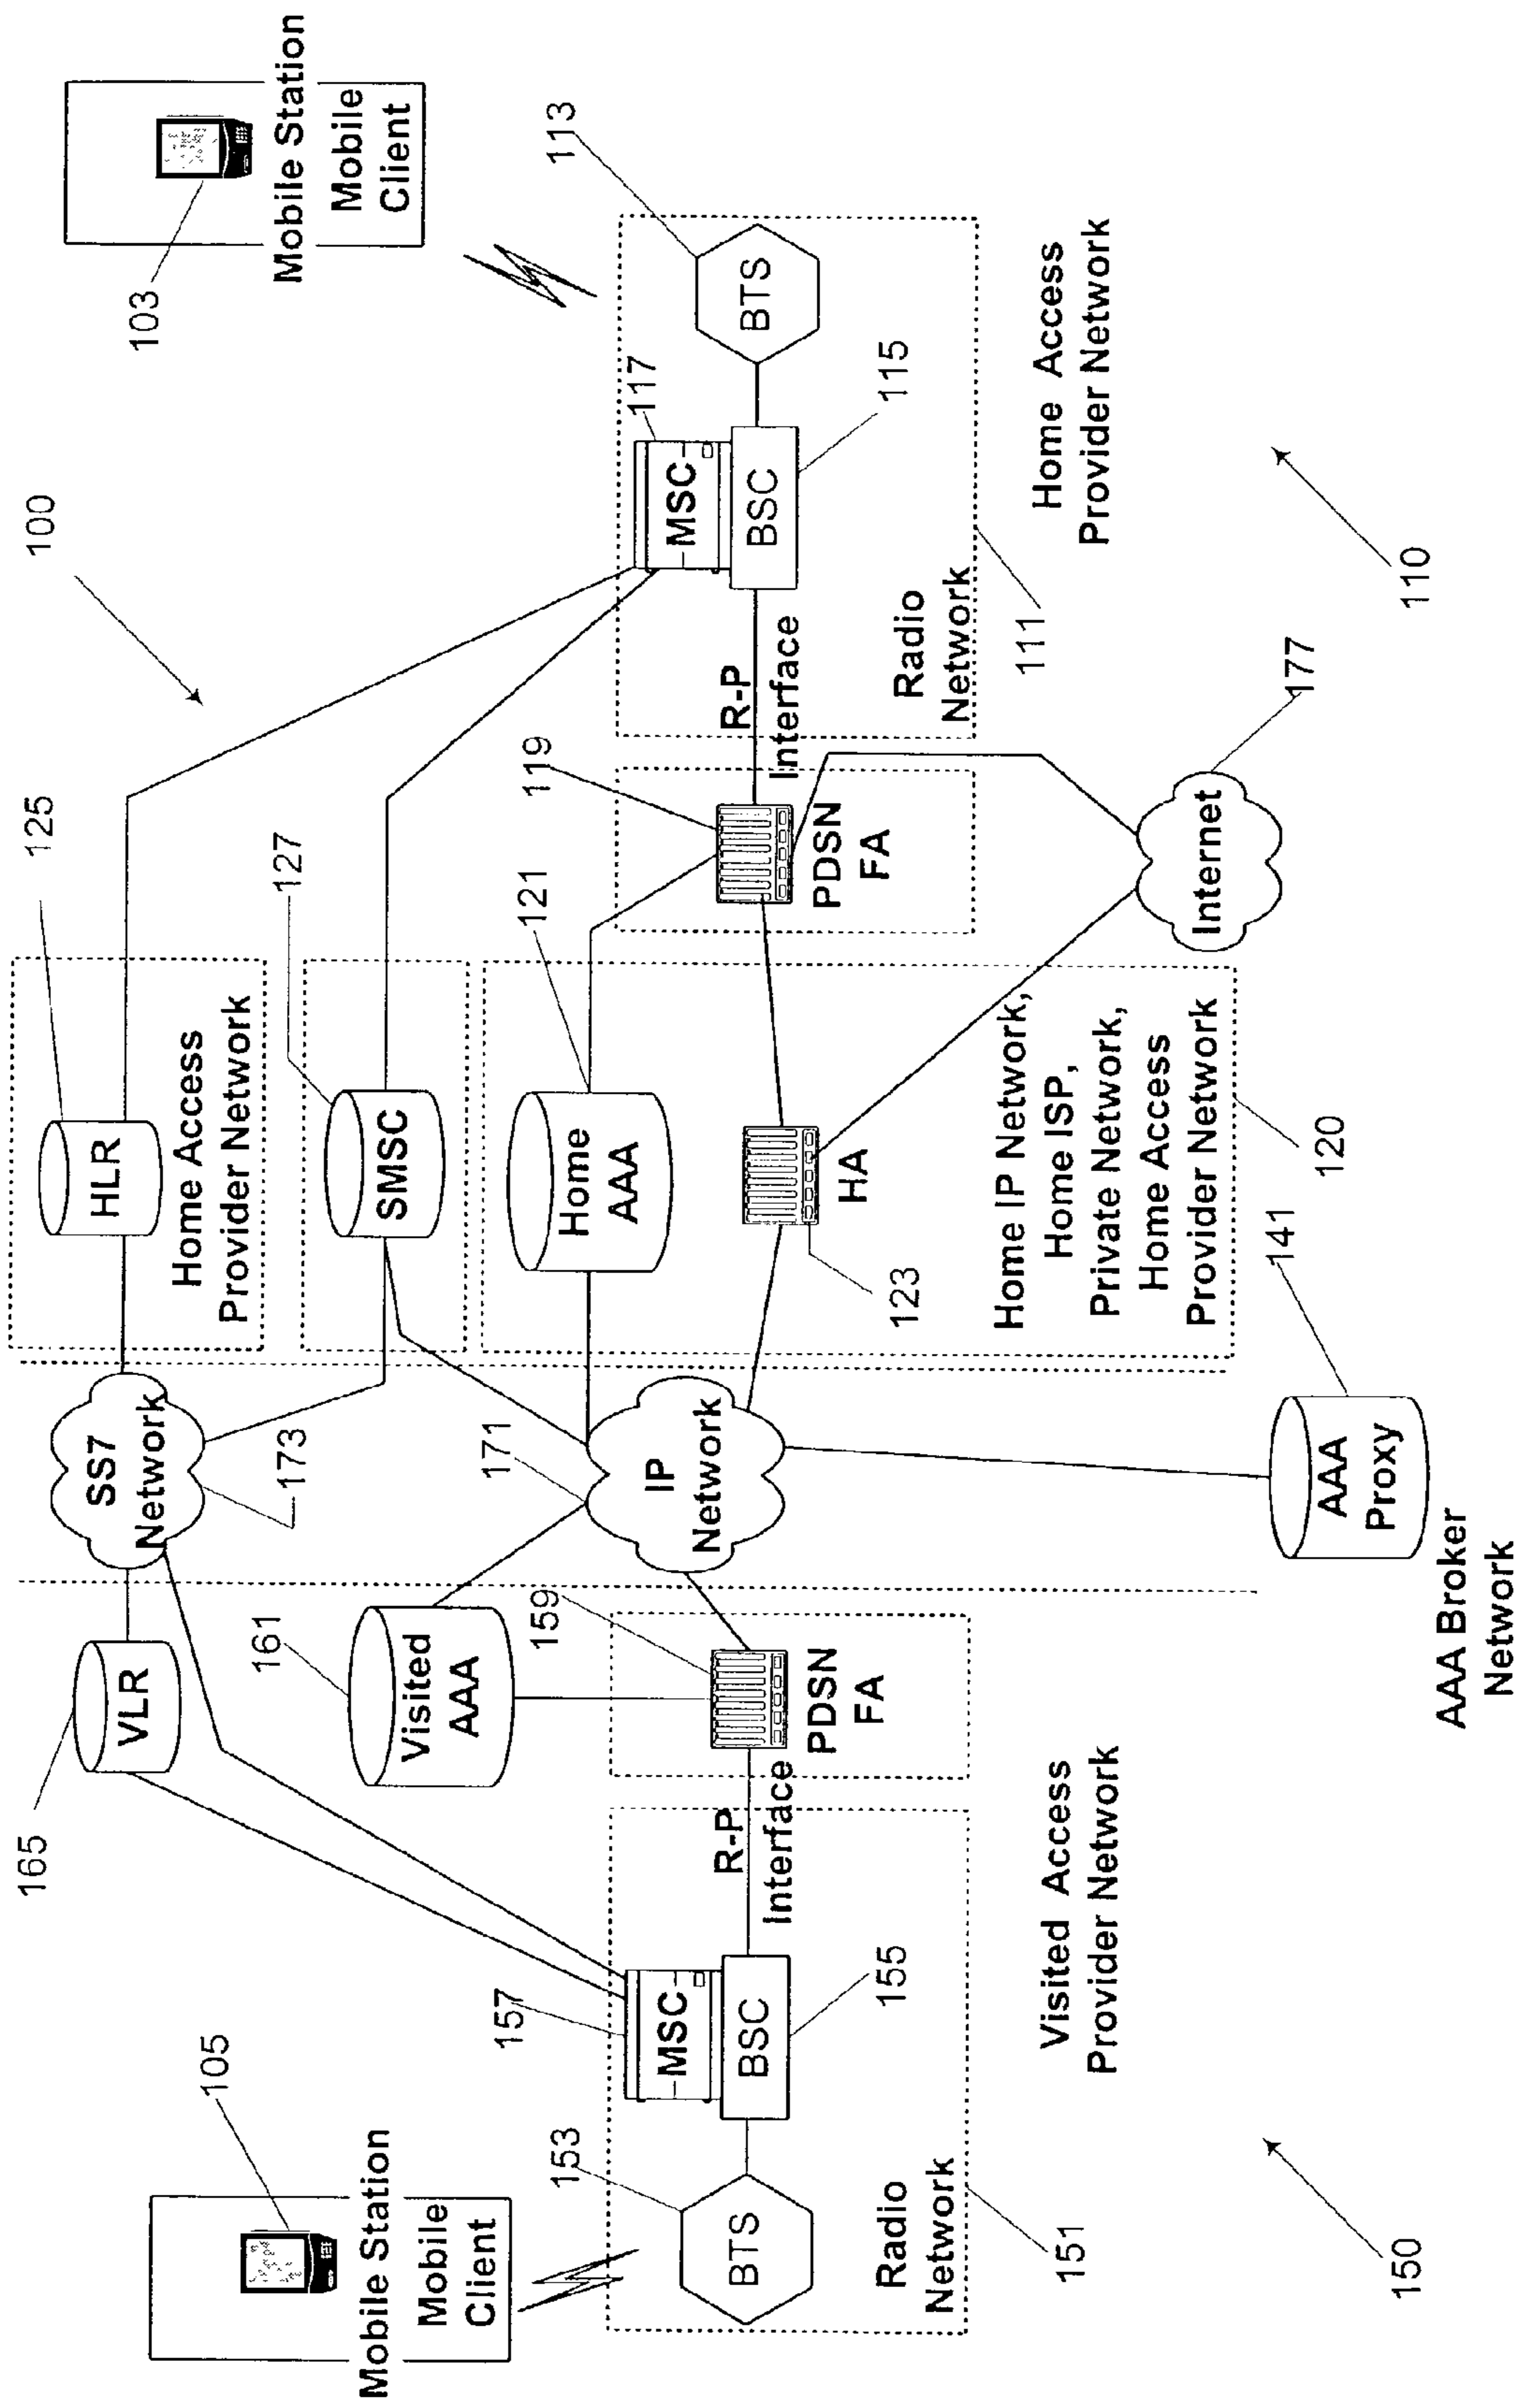 105
Mobile Station
Mobile
Client
165
VLR
SS7
Network
173
HLR
125
Home Access
Provider Network
100
103
Mobile Station
Mobile
Client
127
SMSC
161
Visited
AAA
171
IP
Network
121
Home
AAA
157
MSC
153
BTS
BSC
155
R-P
Interface
159
PDSN
FA
Radio
Network
151
Visited Access
Provider Network
150
HA
123
Home IP Network,
Home ISP,
Private Network,
Home Access
Provider Network
120
119
PDSN
FA
R-P
Interface
117
MSC
BSC
115
113
BTS
Radio
Network
111
Home Access
Provider Network
110
Internet
177
141
AAA
Proxy
AAA Broker
Network